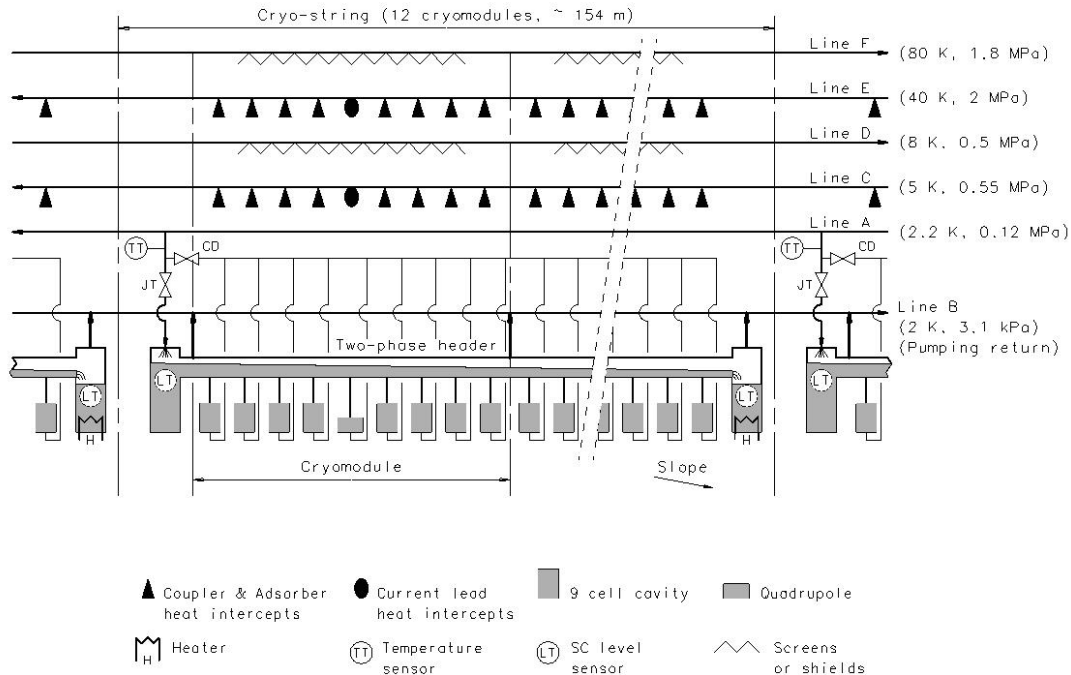 Cryo-string (12 cryomodules, ~ 154 m)
Line F
(80 K, 1.8 MPa)
Line E
(40 K, 2 MPa)
Line D
(8 K, 0.5 MPa)
Line C
(5 K, 0.55 MPa)
Line A
(2.2 K, 0.12 MPa)
TT
CD
TT
CD
JT
JT
Line B
(2 K, 3.1 kPa)
(Pumping return)
Two-phase header
LT
LT
LT
LT
H
H
Cryomodule
Slope
Coupler & Adsorber
heat intercepts
Current lead
heat intercepts
9 cell cavity
Quadrupole
H
Heater
TT
Temperature
sensor
LT
SC level
sensor
Screens
or shields